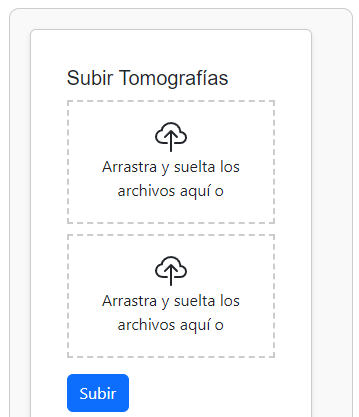 Subir Tomografías
Arrastra y suelta los
archivos aquí o
Arrastra y suelta los
archivos aquí o
Subir